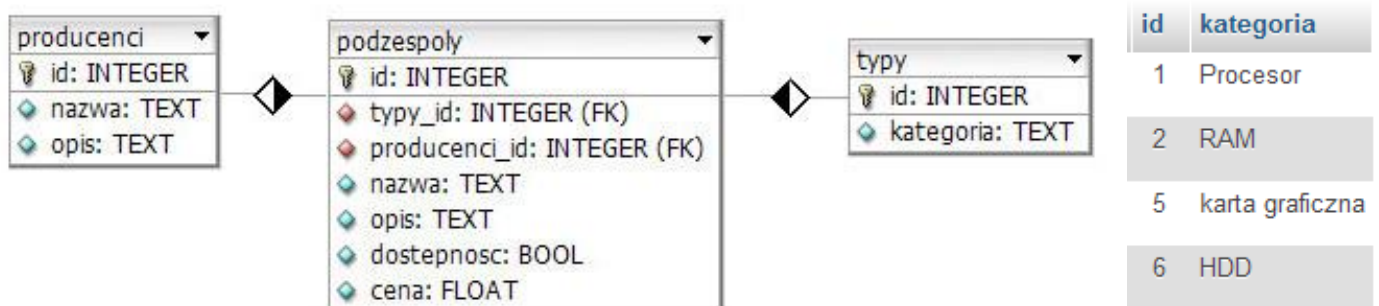 producenci
id: INTEGER
nazwa: TEXT
opis: TEXT
podzespoly
id: INTEGER
typy_id: INTEGER (FK)
producenci_id: INTEGER (FK)
nazwa: TEXT
opis: TEXT
dostepnosc: BOOL
cena: FLOAT
typy
id: INTEGER
kategoria: TEXT
id kategoria
1 Procesor
2 RAM
5 karta graficzna
6 HDD